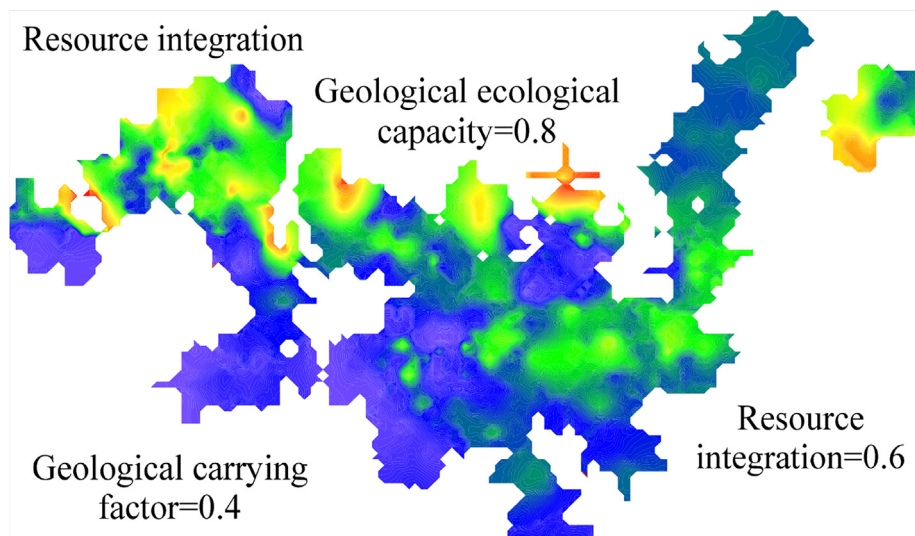 Resource integration
Geological ecological
capacity=0.8
Resource
integration=0.6
Geological carrying
factor=0.4